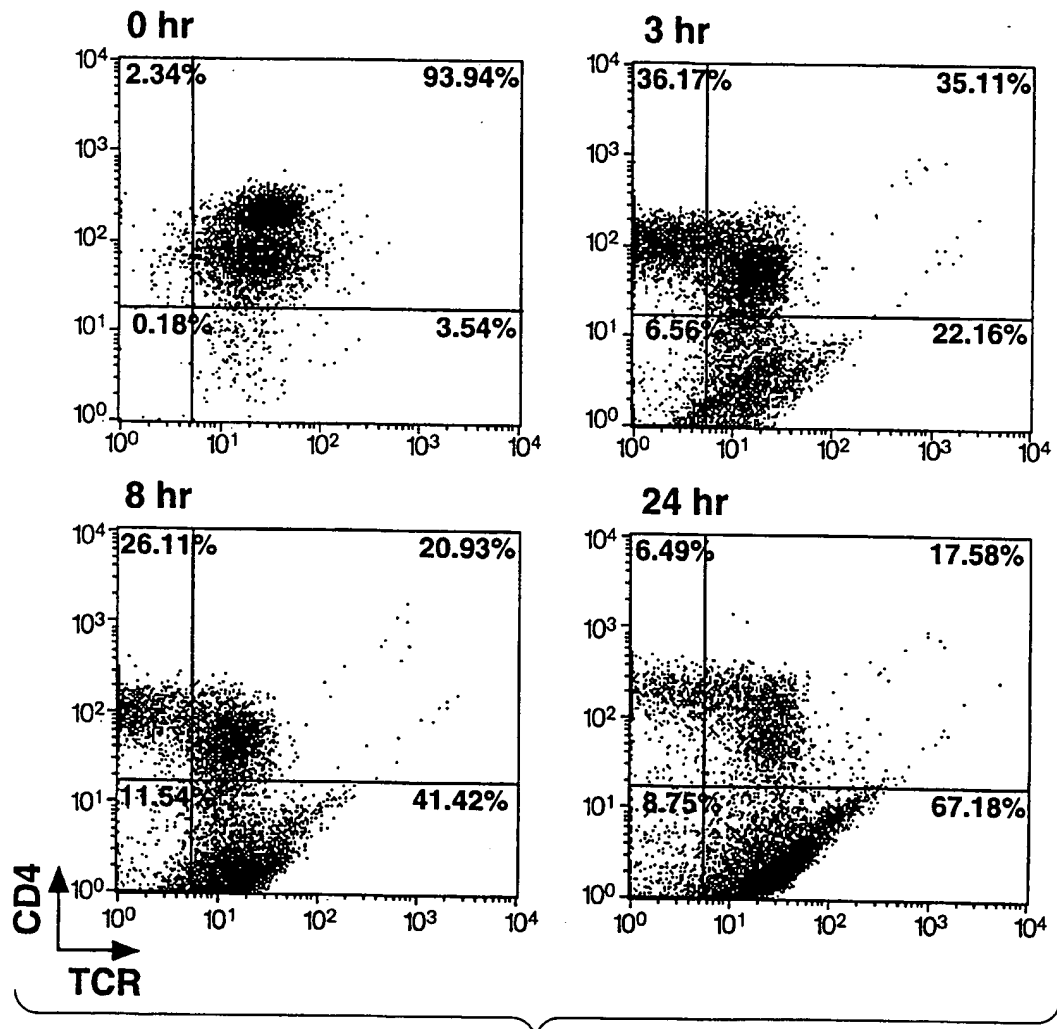 0 hr
2.34% 93.94%
0.18% 3.54%
10⁴
10³
10²
10¹
10⁰
10⁰ 10¹ 10² 10³ 10⁴
3 hr
36.17% 35.11%
6.56% 22.16%
10⁴
10³
10²
10¹
10⁰
10⁰ 10¹ 10² 10³ 10⁴
8 hr
26.11% 20.93%
11.54% 41.42%
10⁴
10³
10²
10¹
10⁰
10⁰ 10¹ 10² 10³ 10⁴
24 hr
6.49% 17.58%
8.75% 67.18%
10⁴
10³
10²
10¹
10⁰
10⁰ 10¹ 10² 10³ 10⁴
CD4
TCR